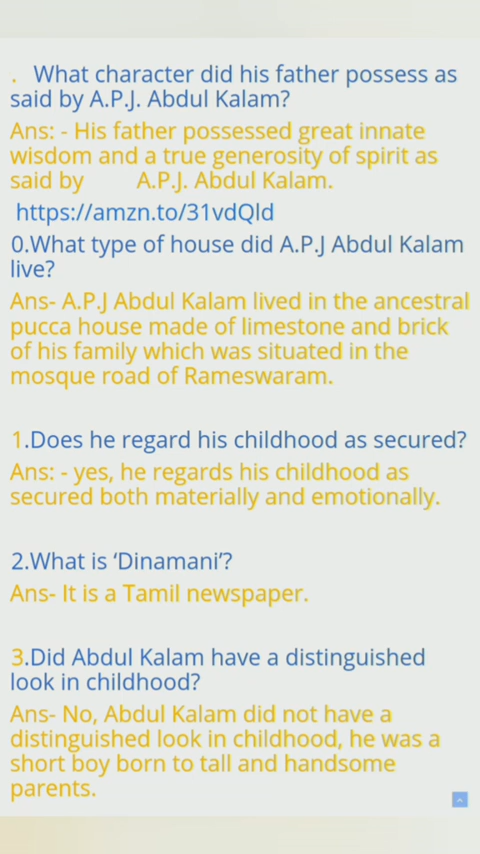 . What character did his father possess as
said by A.P.J. Abdul Kalam?
Ans: - His father possessed great innate
wisdom and a true generosity of spirit as
said by A.P.J. Abdul Kalam.
https://amzn.to/31vdQld
0.What type of house did A.P.J Abdul Kalam
live?
Ans- A.P.J Abdul Kalam lived in the ancestral
pucca house made of limestone and brick
of his family which was situated in the
mosque road of Rameswaram.
1.Does he regard his childhood as secured?
Ans: - yes, he regards his childhood as
secured both materially and emotionally.
2.What is ‘Dinamani’?
Ans- It is a Tamil newspaper.
3.Did Abdul Kalam have a distinguished
look in childhood?
Ans- No, Abdul Kalam did not have a
distinguished look in childhood, he was a
short boy born to tall and handsome
parents.